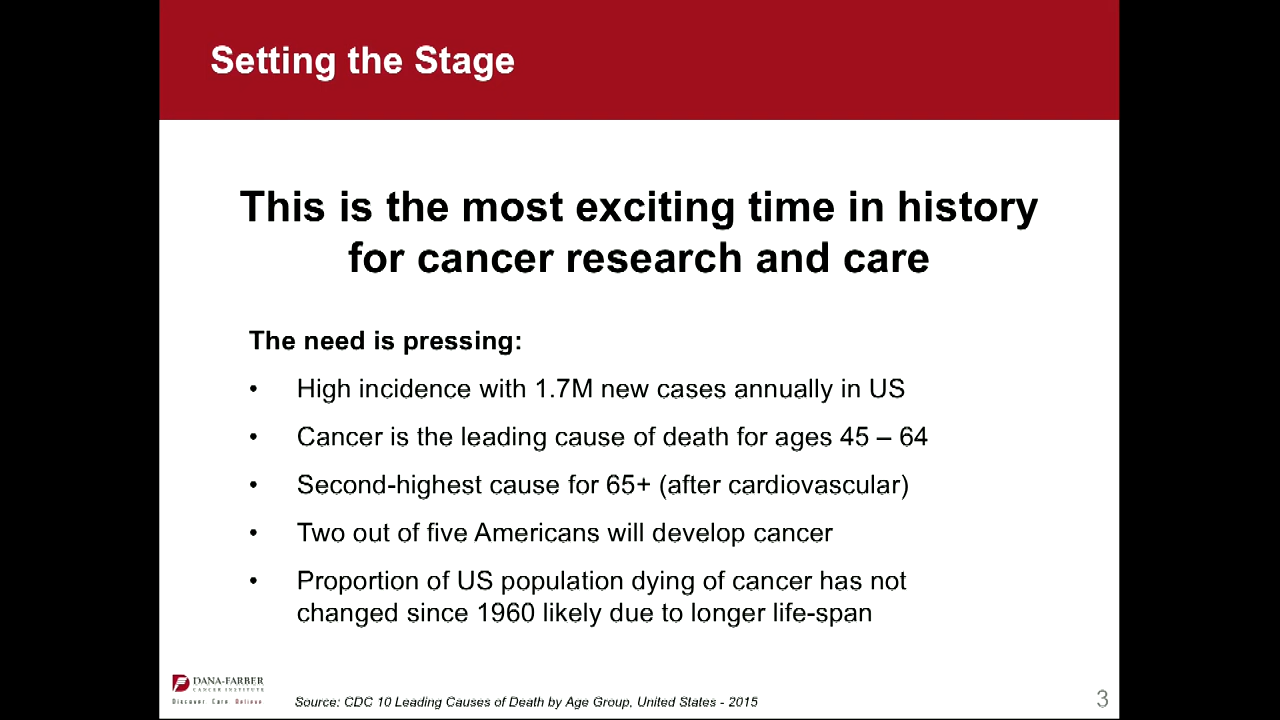 Setting the Stage
This is the most exciting time in history
for cancer research and care
The need is pressing:
• High incidence with 1.7M new cases annually in US
• Cancer is the leading cause of death for ages 45 – 64
• Second-highest cause for 65+ (after cardiovascular)
• Two out of five Americans will develop cancer
• Proportion of US population dying of cancer has not
changed since 1960 likely due to longer life-span
DANA-FARBER
CANCER INSTITUTE
Discover. Care. Believe.
Source: CDC 10 Leading Causes of Death by Age Group, United States - 2015
3